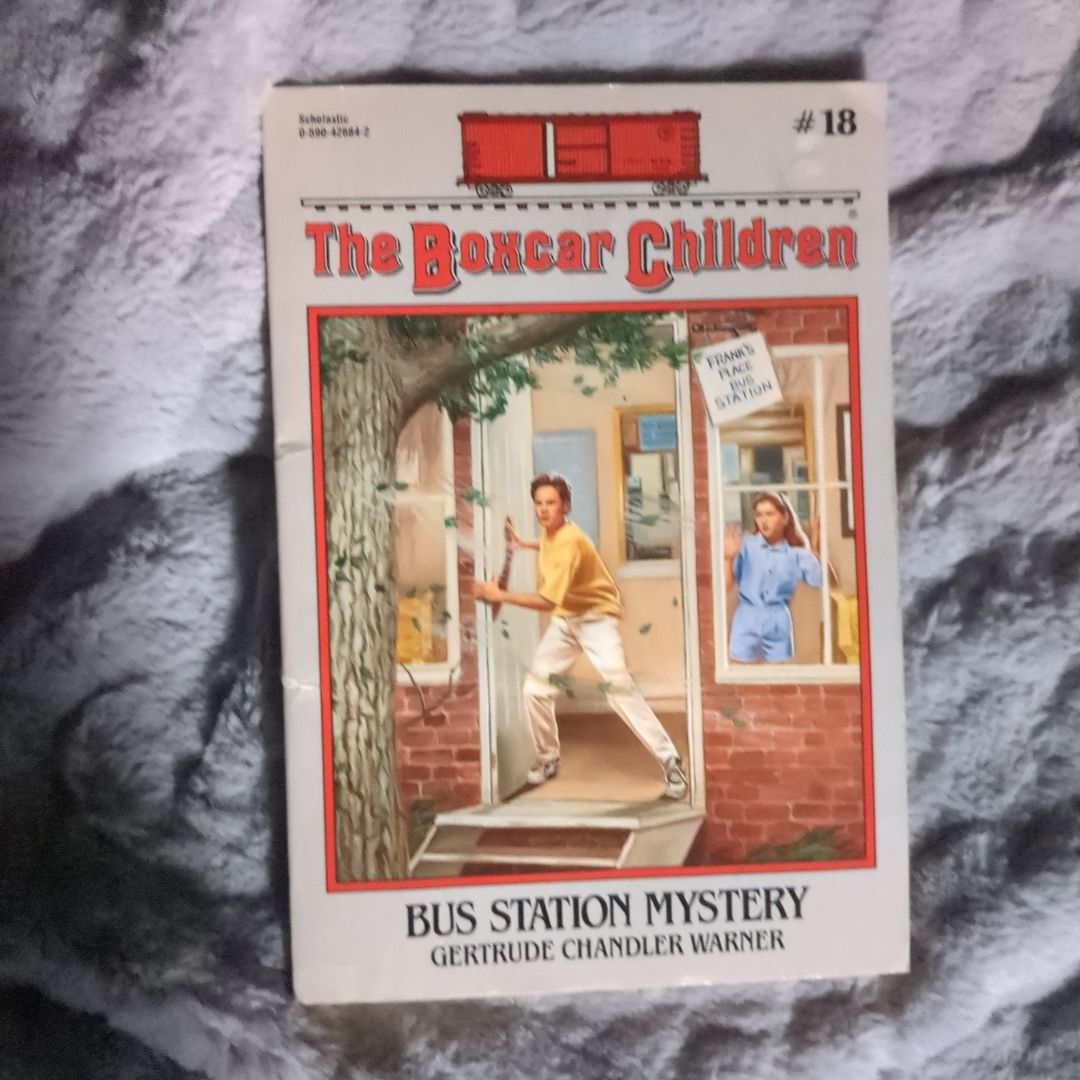 Scholastic
0-590-42684-2
# 18
The Boxcar Children®
FRANK'S
PLACE
BUS
STATION
BUS STATION MYSTERY
GERTRUDE CHANDLER WARNER